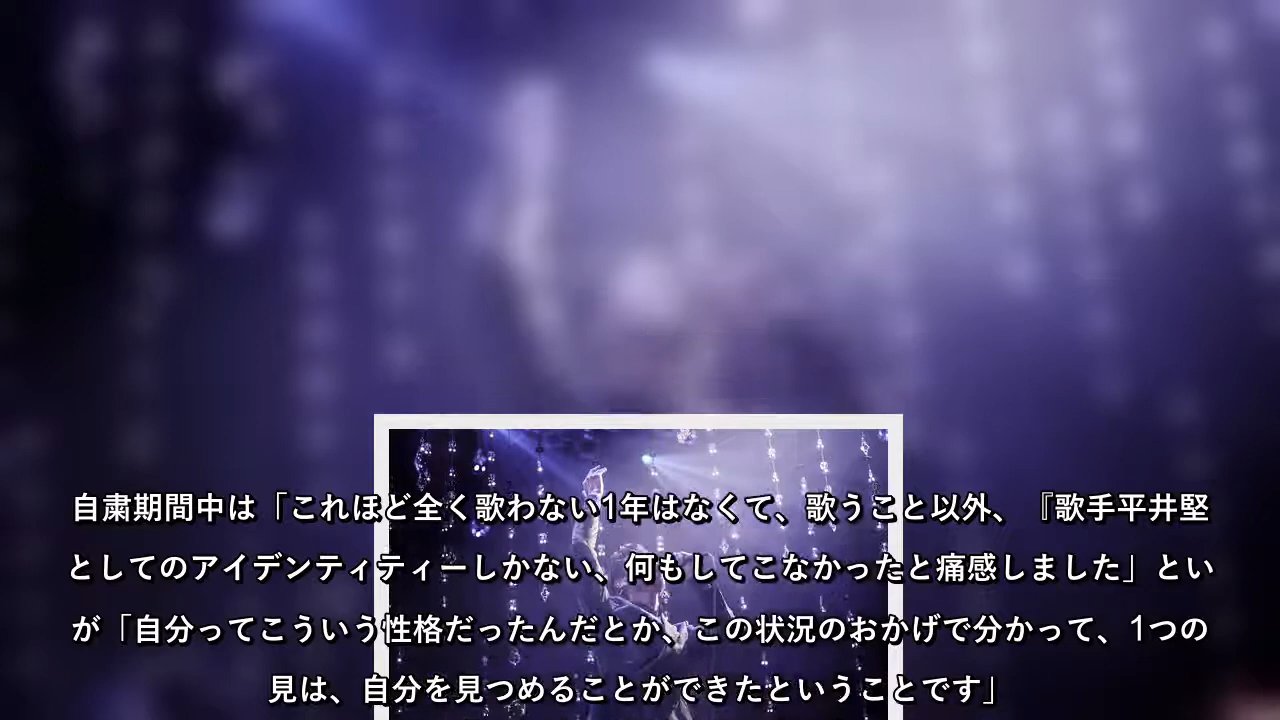 自粛期間中は「これほど全く歌わない1年はなくて、歌うこと以外、『歌手平井堅
としてのアイデンティティーしかない、何もしてこなかったと痛感しました」とい
が「自分ってこういう性格だったんだとか、この状況のおかげで分かって、1つの
見は、自分を見つめることができたということです」